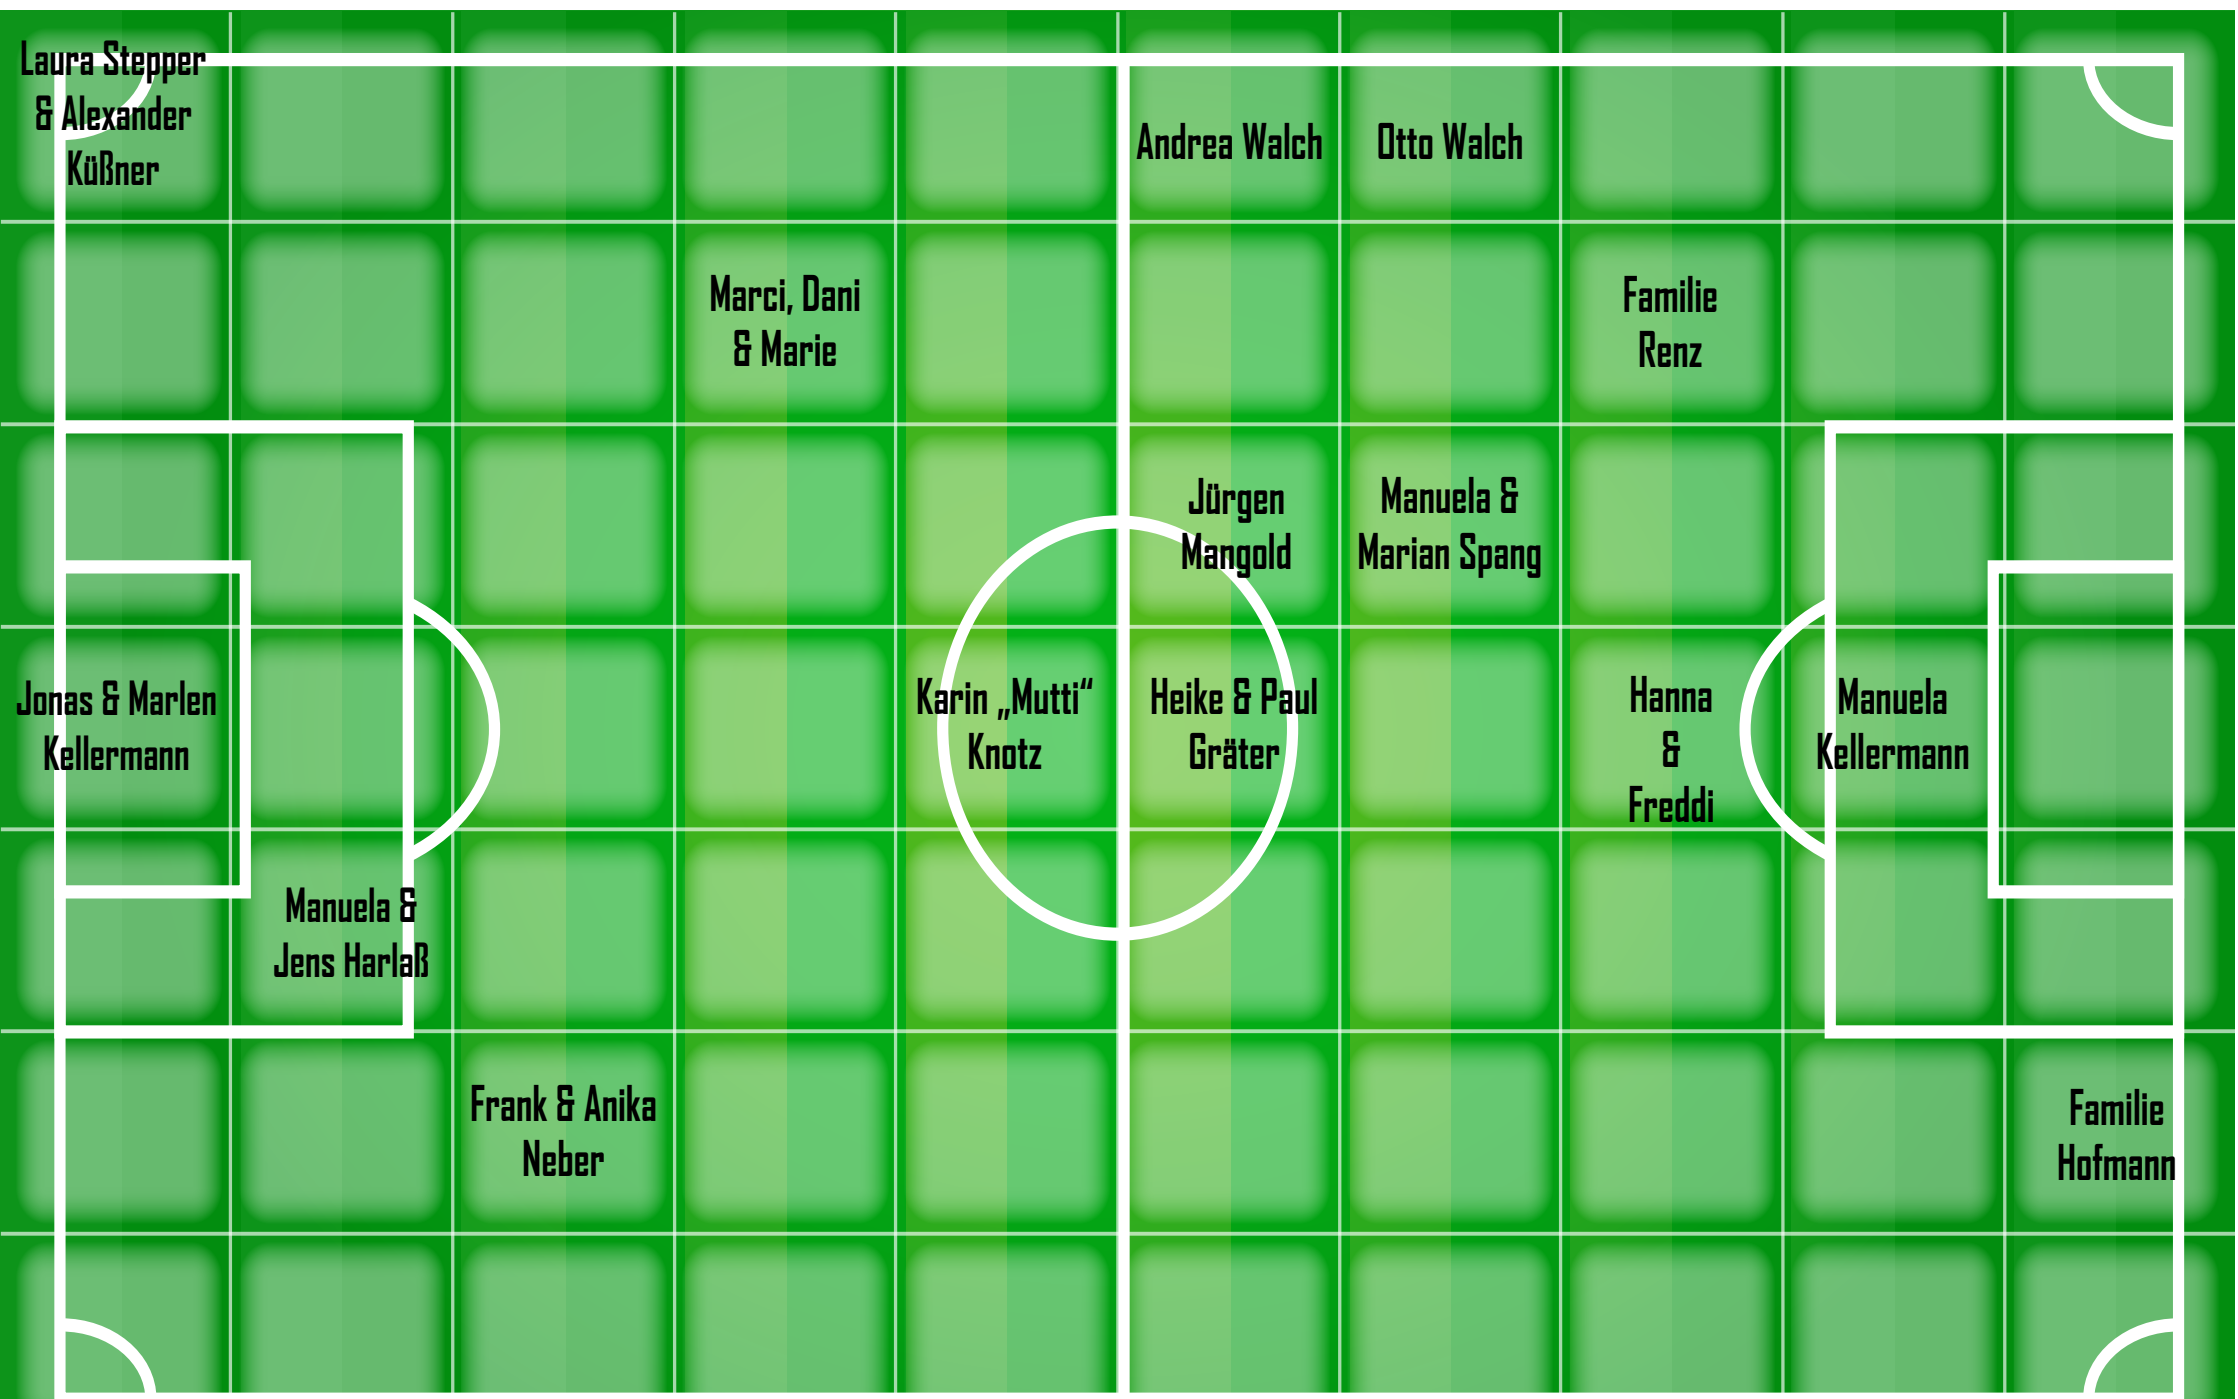 Laura Stepper
& Alexander
Küßner
Andrea Walch
Otto Walch
Marci, Dani
& Marie
Familie
Renz
Jürgen
Mangold
Manuela &
Marian Spang
Jonas & Marlen
Kellermann
Karin „Mutti“
Knotz
Heike & Paul
Gräter
Hanna
&
Freddi
Manuela
Kellermann
Manuela &
Jens Harlaß
Frank & Anika
Neber
Familie
Hofmann